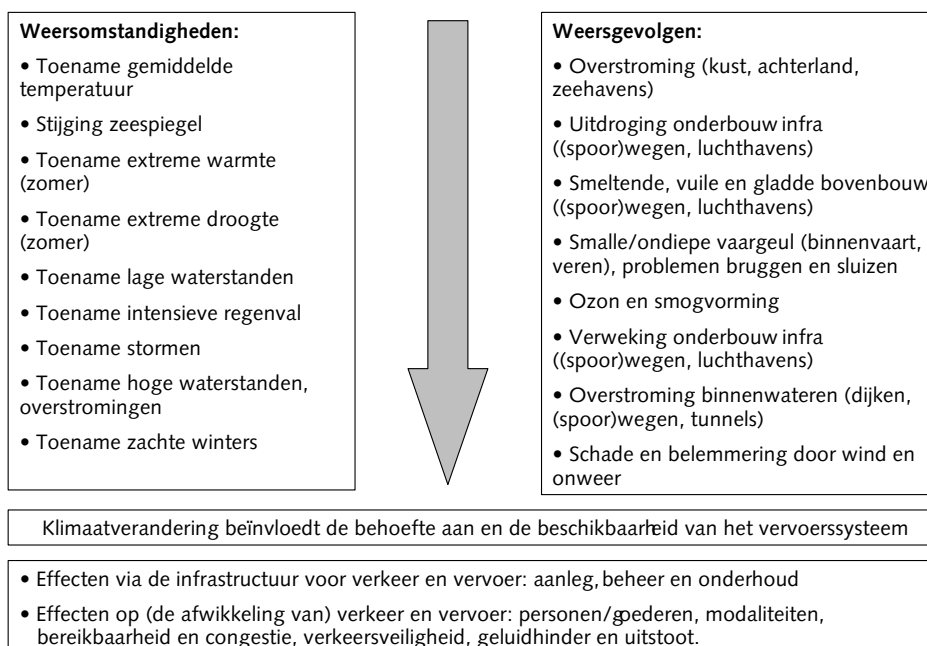 Weersomstandigheden:
• Toename gemiddelde
temperatuur
• Stijging zeespiegel
• Toename extreme warmte
(zomer)
• Toename extreme droogte
(zomer)
• Toename lage waterstanden
• Toename intensieve regenval
• Toename stormen
• Toename hoge waterstanden,
overstromingen
• Toename zachte winters
Weersgevolgen:
• Overstroming (kust, achterland,
zeehavens)
• Uitdroging onderbouw infra
((spoor)wegen, luchthavens)
• Smeltende, vuile en gladde bovenbouw
((spoor)wegen, luchthavens)
• Smalle/ondiepe vaargeul (binnenvaart,
veren), problemen bruggen en sluizen
• Ozon en smogvorming
• Verweking onderbouw infra
((spoor)wegen, luchthavens)
• Overstroming binnenwateren (dijken,
(spoor)wegen, tunnels)
• Schade en belemmering door wind en
onweer
Klimaatverandering beïnvloedt de behoefte aan en de beschikbaarheid van het vervoerssysteem
• Effecten via de infrastructuur voor verkeer en vervoer: aanleg, beheer en onderhoud
• Effecten op (de afwikkeling van) verkeer en vervoer: personen/goederen, modaliteiten,
bereikbaarheid en congestie, verkeersveiligheid, geluidhinder en uitstoot.